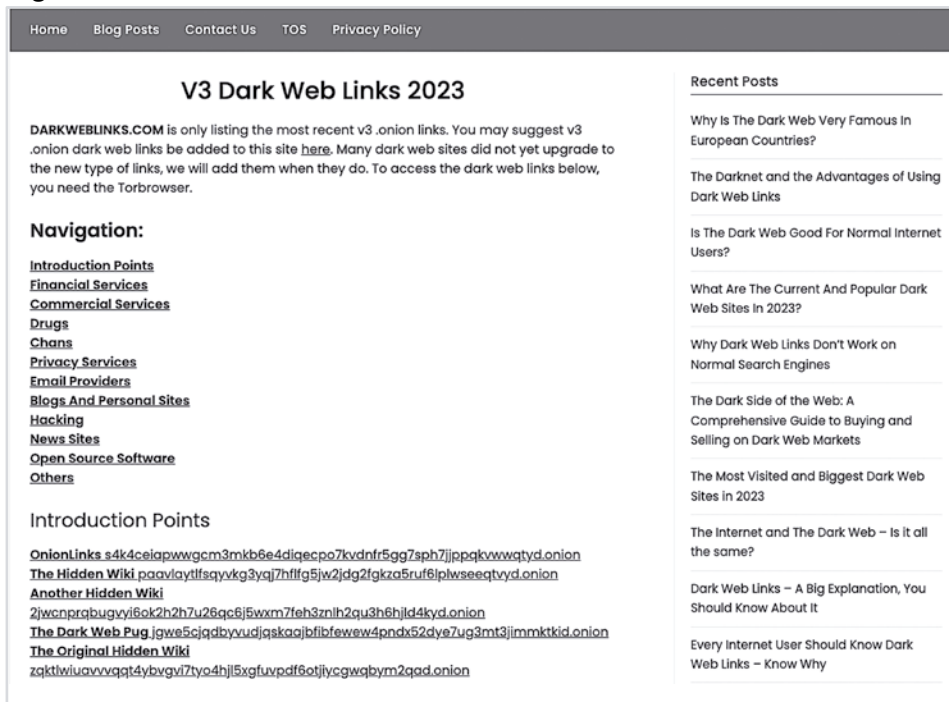 Home Blog Posts Contact Us TOS Privacy Policy
V3 Dark Web Links 2023
DARKWEBLINKS.COM is only listing the most recent v3 .onion links. You may suggest v3
.onion dark web links be added to this site here. Many dark web sites did not yet upgrade to
the new type of links, we will add them when they do. To access the dark web links below,
you need the Torbrowser.
Navigation:
Introduction Points
Financial Services
Commercial Services
Drugs
Chans
Privacy Services
Email Providers
Blogs And Personal Sites
Hacking
News Sites
Open Source Software
Others
Introduction Points
OnionLinks s4k4ceiapwwgcm3mkb6e4diqecpo7kvdnfr5gg7sph7jjppqkvwwqtyd.onion
The Hidden Wiki paavlaytlfsqyvkg3yqj7hflfg5jw2jdg2fgkza5ruf6lplwseeqtvyd.onion
Another Hidden Wiki
2jwcnprqbugvyi6ok2h2h7u26qc6j5wxm7feh3znlh2qu3h6hjld4kyd.onion
The Dark Web Pug jgwe5cjqdbyvudjqskaajbfibfewew4pndx52dye7ug3mt3jimmktkid.onion
The Original Hidden Wiki
zqktlwiuavvvqqt4ybvgvi7tyo4hjl5xgfuvpdf6otjiycgwqbym2qad.onion
Recent Posts
Why Is The Dark Web Very Famous In
European Countries?
The Darknet and the Advantages of Using
Dark Web Links
Is The Dark Web Good For Normal Internet
Users?
What Are The Current And Popular Dark
Web Sites In 2023?
Why Dark Web Links Don't Work on
Normal Search Engines
The Dark Side of the Web: A
Comprehensive Guide to Buying and
Selling on Dark Web Markets
The Most Visited and Biggest Dark Web
Sites in 2023
The Internet and The Dark Web – Is it all
the same?
Dark Web Links – A Big Explanation, You
Should Know About It
Every Internet User Should Know Dark
Web Links – Know Why